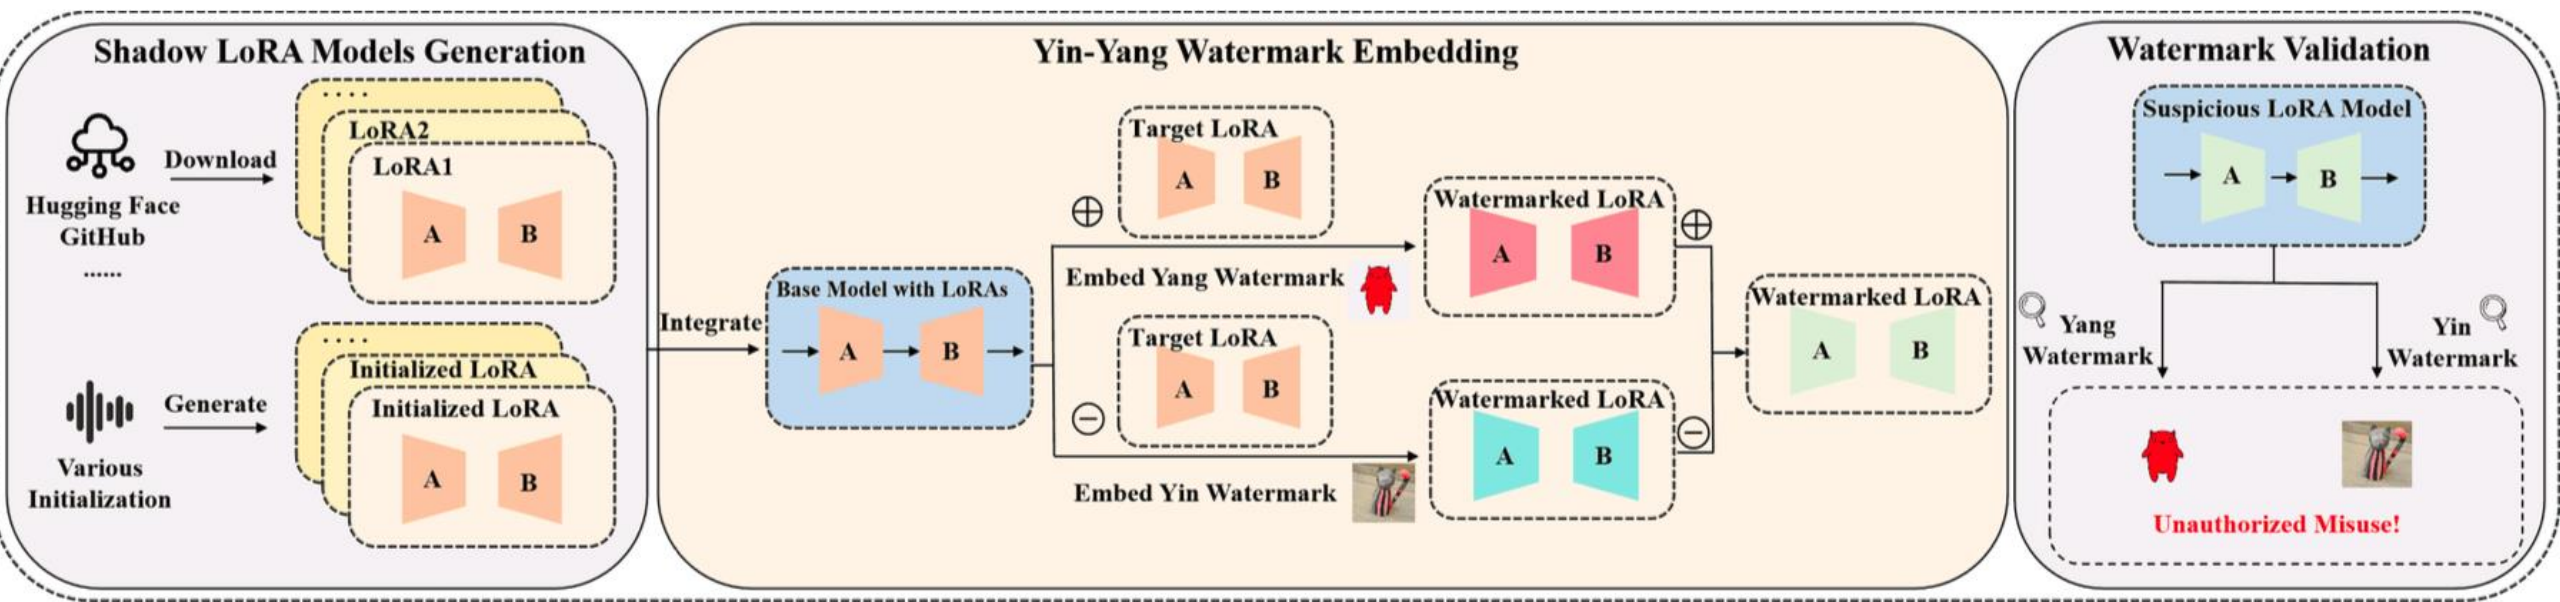 Shadow LoRA Models Generation
Hugging Face
GitHub
......
Download
....
LoRA2
LoRA1
A B
Various
Initialization
Generate
....
Initialized LoRA
Initialized LoRA
A B
Integrate
Yin-Yang Watermark Embedding
Base Model with LoRAs
A B
Target LoRA
A B
Embed Yang Watermark
Target LoRA
A B
Embed Yin Watermark
Watermarked LoRA
A B
Watermarked LoRA
A B
Watermarked LoRA
A B
Watermark Validation
Suspicious LoRA Model
A B
Yang
Watermark
Yin
Watermark
Unauthorized Misuse!